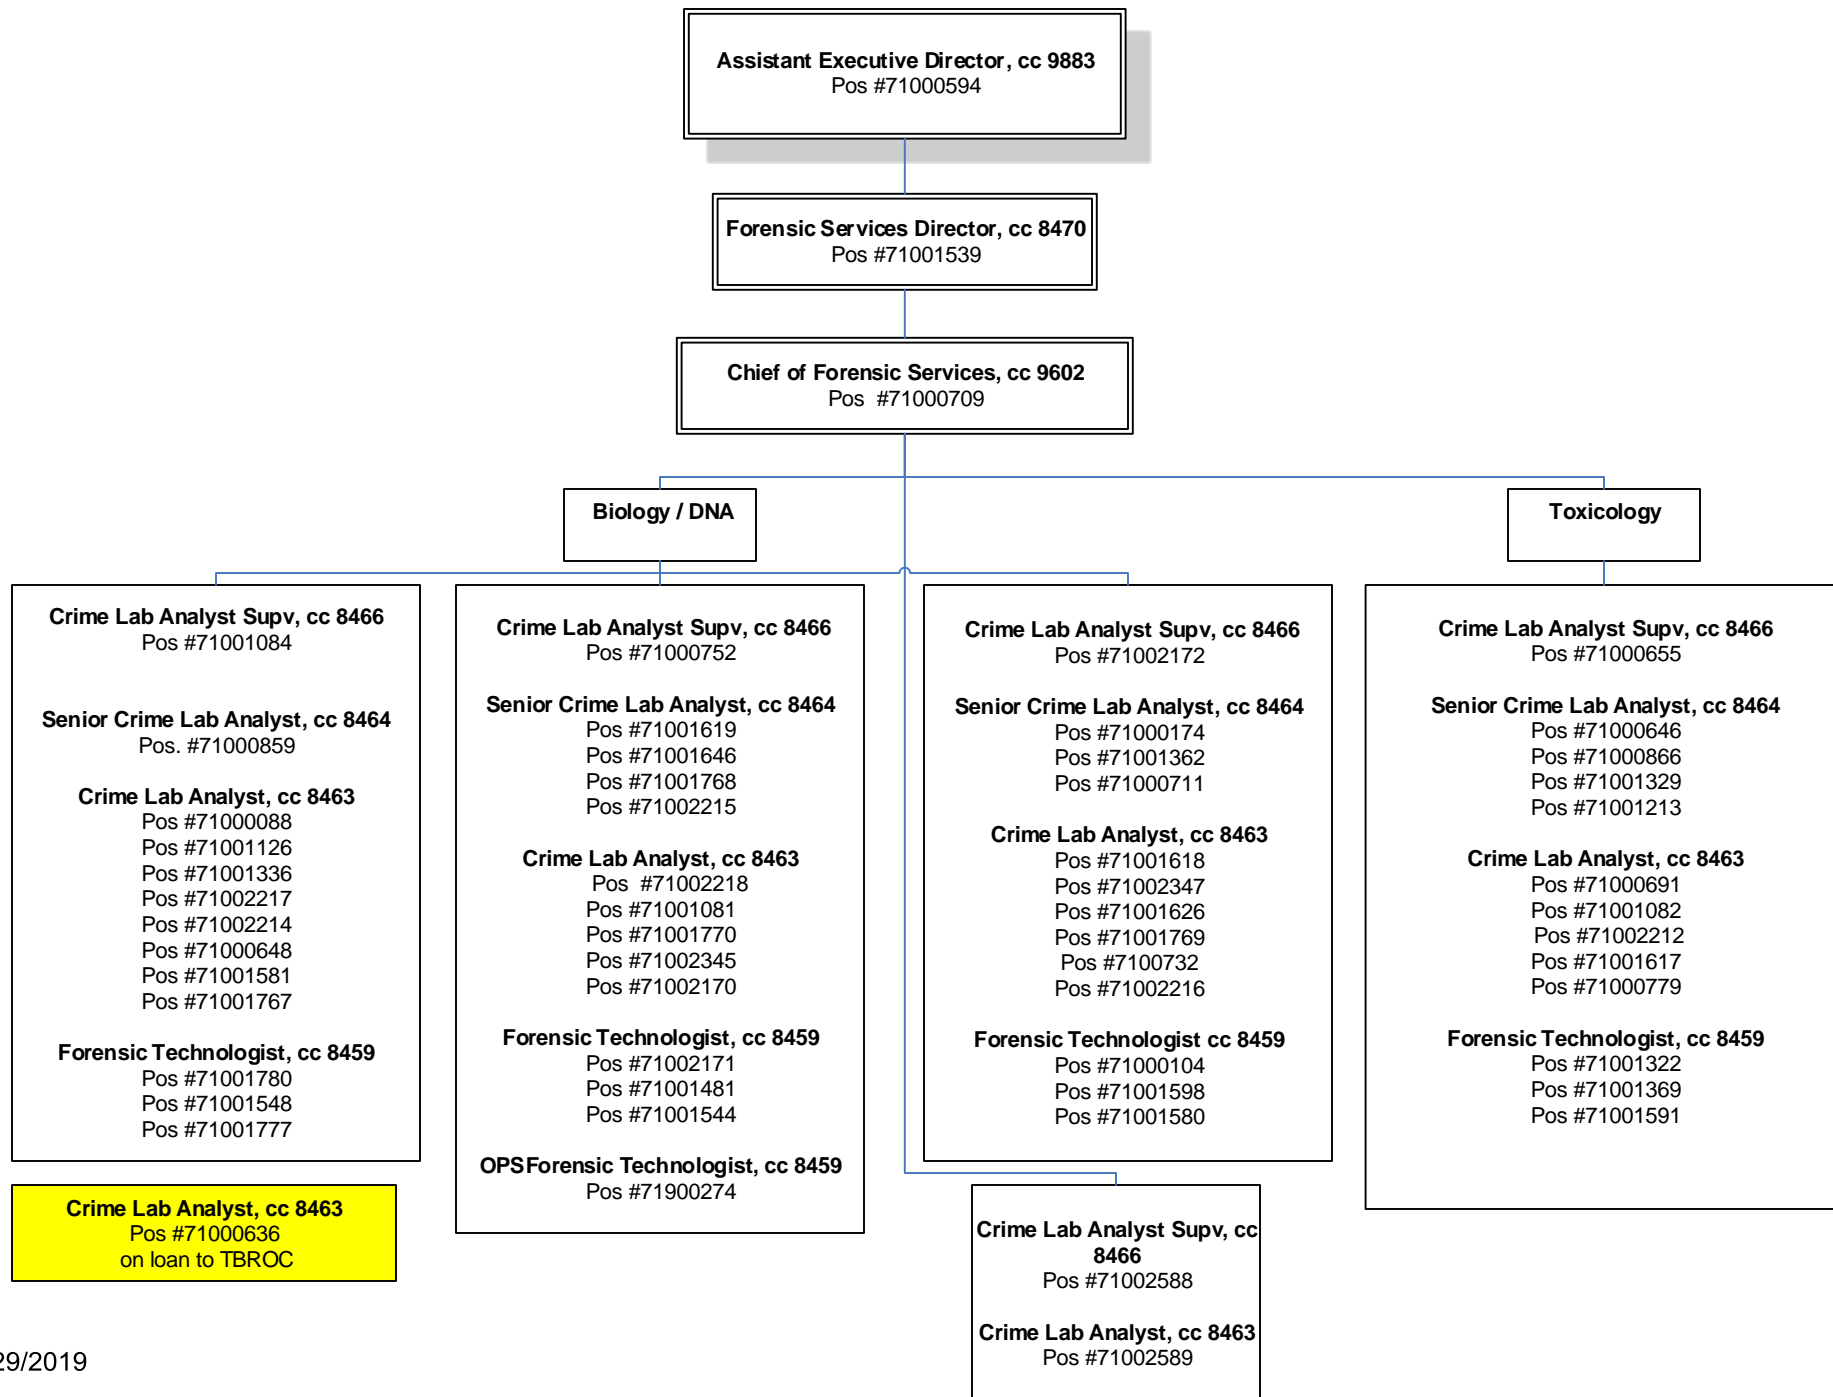 Assistant Executive Director, cc 9883
Pos #71000594
Forensic Services Director, cc 8470
Pos #71001539
Chief of Forensic Services, cc 9602
Pos  #71000709
Biology / DNA
Toxicology
Crime Lab Analyst Supv, cc 8466
Pos #71001084
Senior Crime Lab Analyst, cc 8464
Pos. #71000859
Crime Lab Analyst, cc 8463
Pos #71000088
Pos #71001126
Pos #71001336
Pos #71002217
Pos #71002214
Pos #71000648
Pos #71001581
Pos #71001767
Forensic Technologist, cc 8459
Pos #71001780
Pos #71001548
Pos #71001777
Crime Lab Analyst, cc 8463
Pos #71000636
on loan to TBROC
Crime Lab Analyst Supv, cc 8466
Pos #71000752
Senior Crime Lab Analyst, cc 8464
Pos #71001619
Pos #71001646
Pos #71001768
Pos #71002215
Crime Lab Analyst, cc 8463
Pos  #71002218
Pos #71001081
Pos #71001770
Pos #71002345
Pos #71002170
Forensic Technologist, cc 8459
Pos #71002171
Pos #71001481
Pos #71001544
OPSForensic Technologist, cc 8459
Pos #71900274
Crime Lab Analyst Supv, cc 8466
Pos #71002172
Senior Crime Lab Analyst, cc 8464
Pos #71000174
Pos #71001362
Pos #71000711
Crime Lab Analyst, cc 8463
Pos #71001618
Pos #71002347
Pos #71001626
Pos #71001769
Pos #7100732
Pos #71002216
Forensic Technologist cc 8459
Pos #71000104
Pos #71001598
Pos #71001580
Crime Lab Analyst Supv, cc
8466
Pos #71002588
Crime Lab Analyst, cc 8463
Pos #71002589
Crime Lab Analyst Supv, cc 8466
Pos #71000655
Senior Crime Lab Analyst, cc 8464
Pos #71000646
Pos #71000866
Pos #71001329
Pos #71001213
Crime Lab Analyst, cc 8463
Pos #71000691
Pos #71001082
Pos #71002212
Pos #71001617
Pos #71000779
Forensic Technologist, cc 8459
Pos #71001322
Pos #71001369
Pos #71001591
29/2019